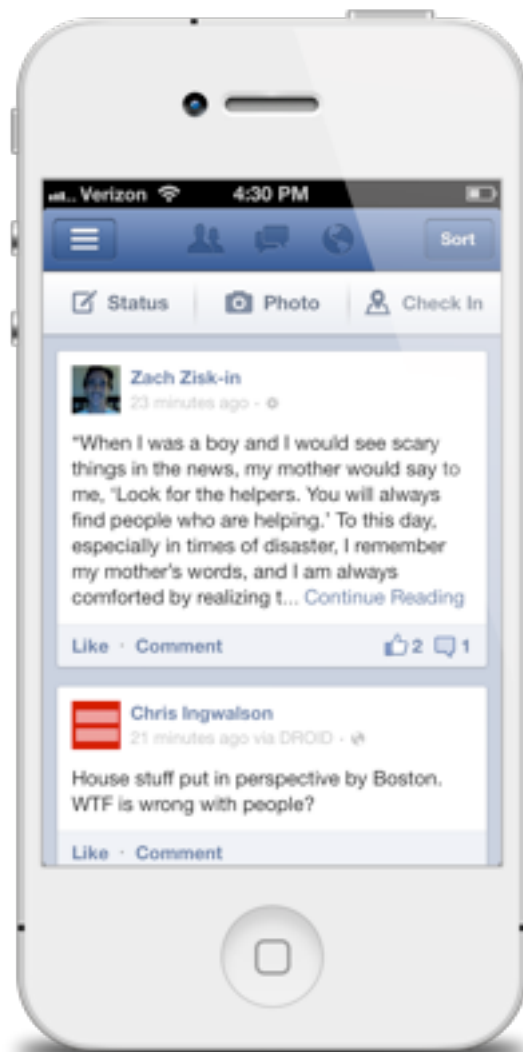 Verizon 4:30 PM
Sort
Status Photo Check In
Zach Zisk-in
23 minutes ago ·
"When I was a boy and I would see scary
things in the news, my mother would say to
me, 'Look for the helpers. You will always
find people who are helping.' To this day,
especially in times of disaster, I remember
my mother's words, and I am always
comforted by realizing t... Continue Reading
Like · Comment 2 1
Chris Ingwalson
21 minutes ago via DROID ·
House stuff put in perspective by Boston.
WTF is wrong with people?
Like · Comment